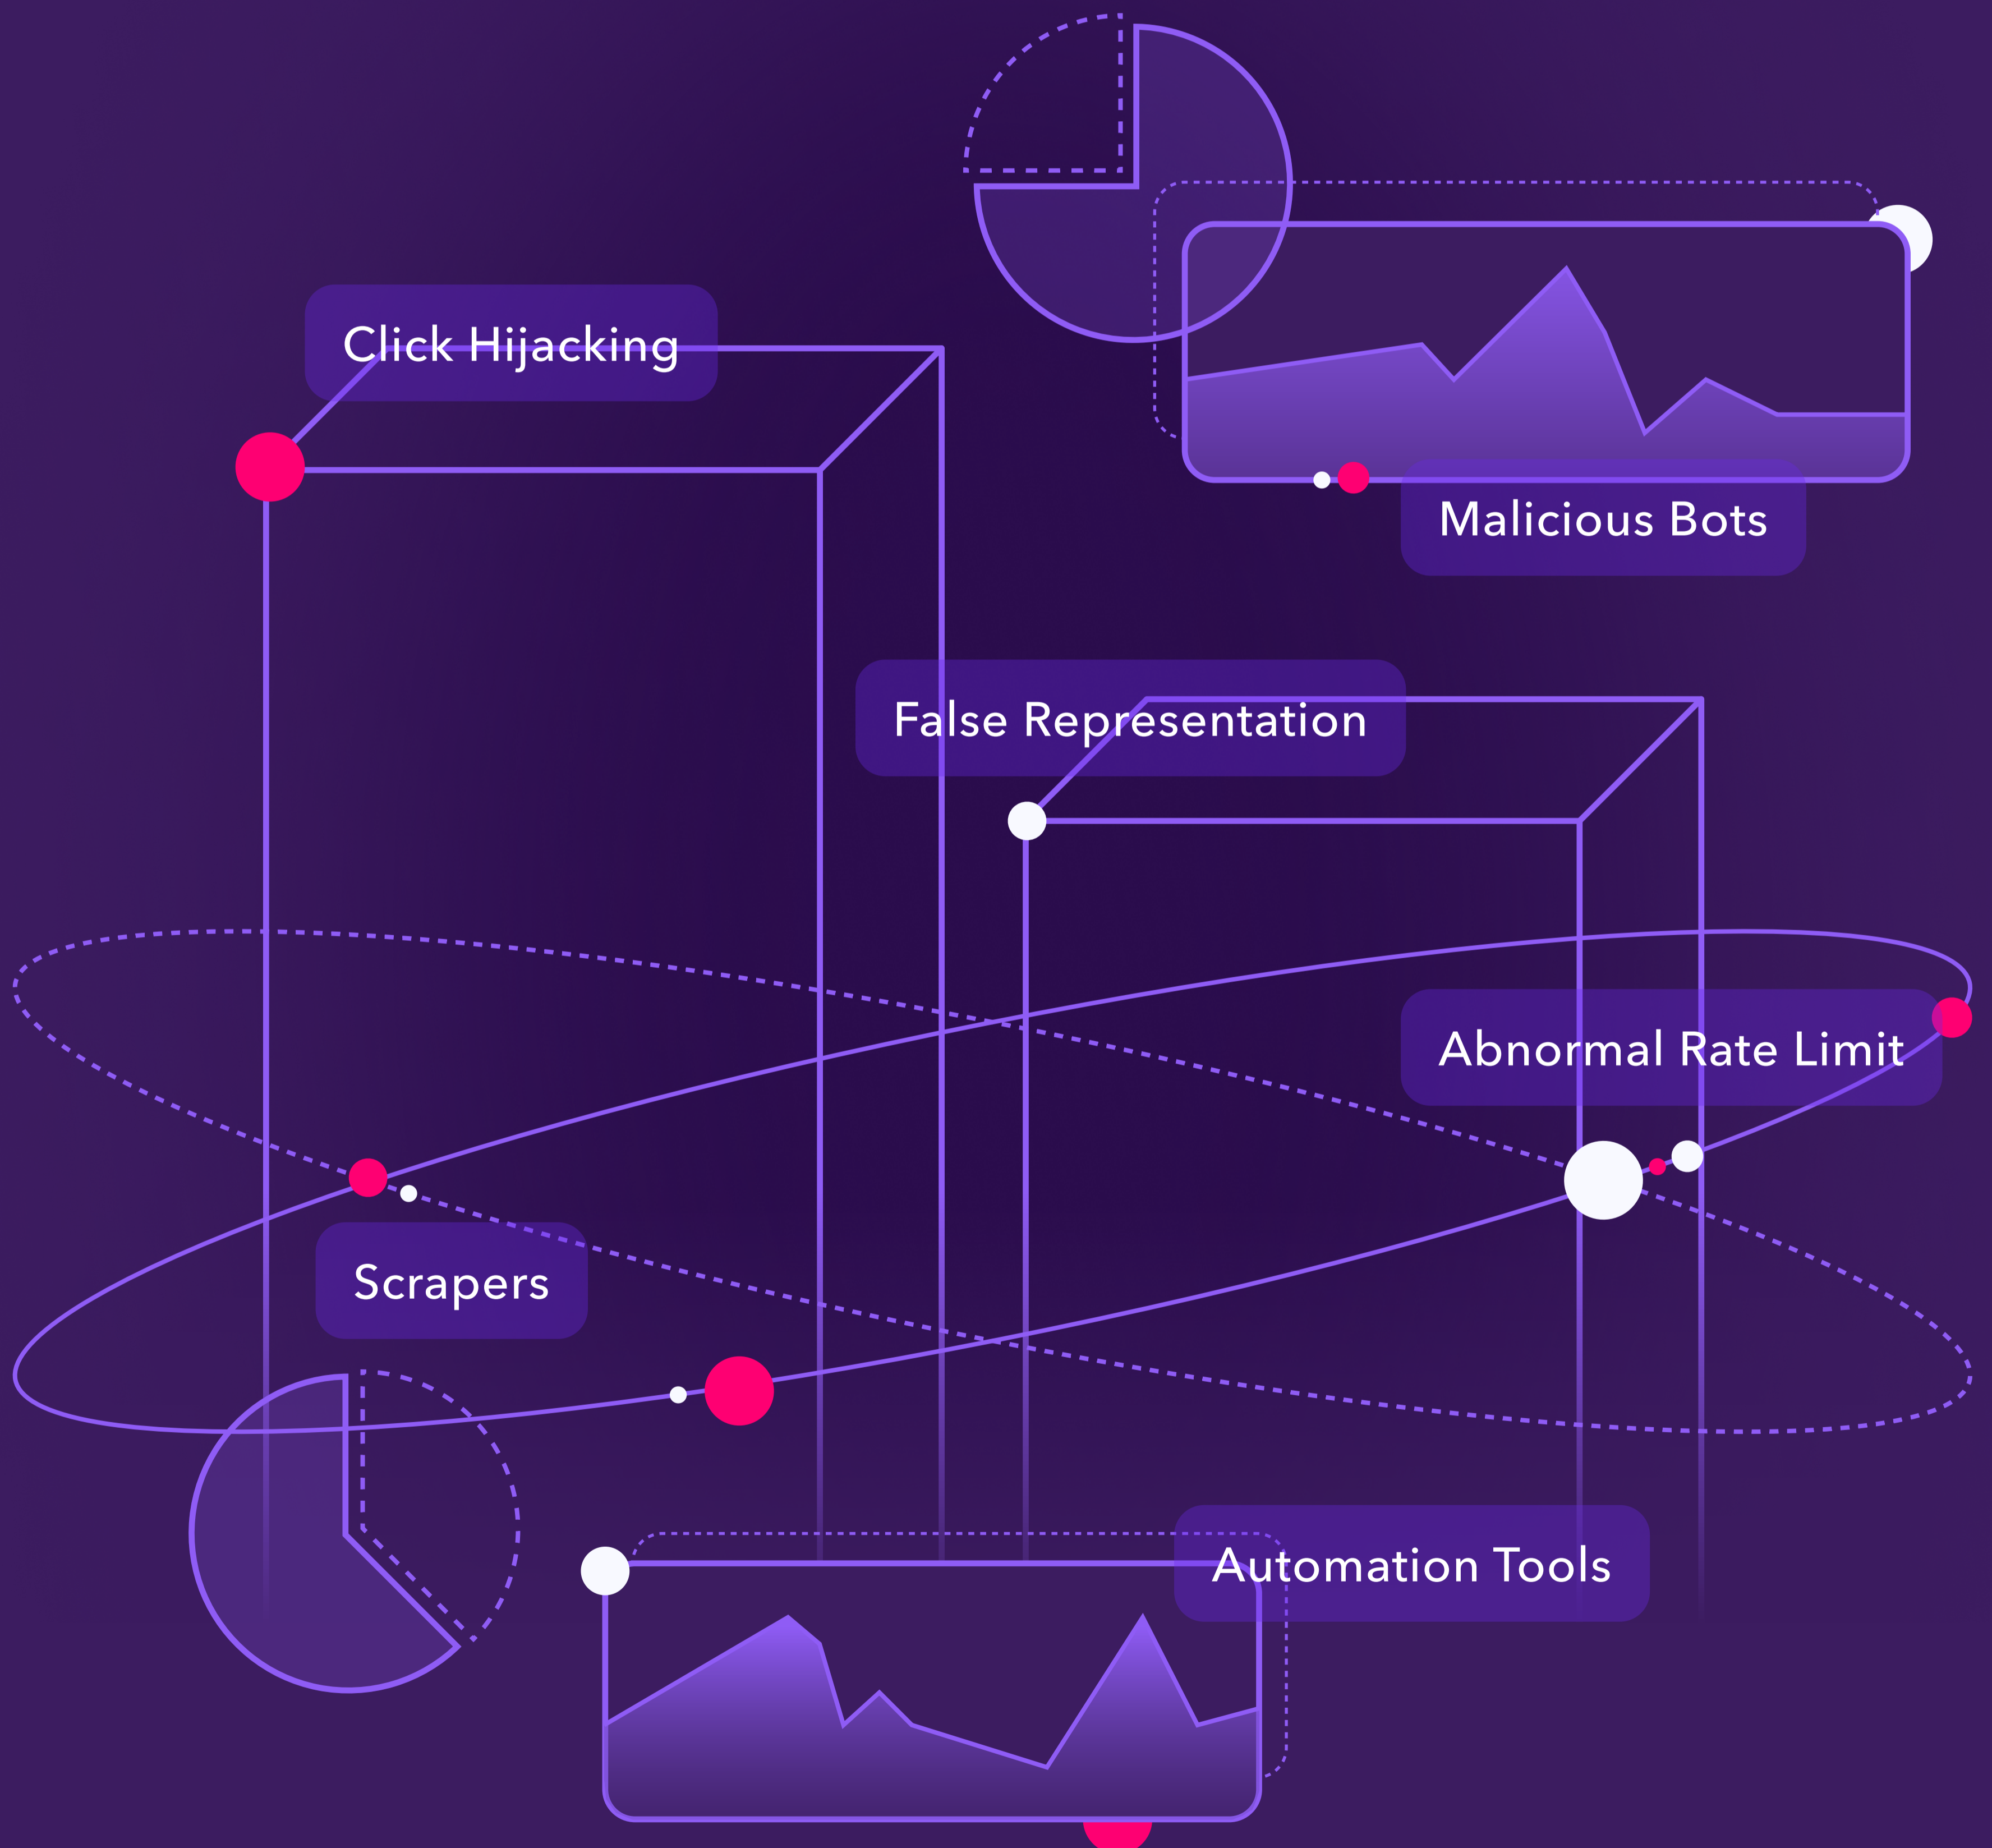 Click Hijacking
Malicious Bots
False Representation
Abnormal Rate Limit
Scrapers
Automation Tools